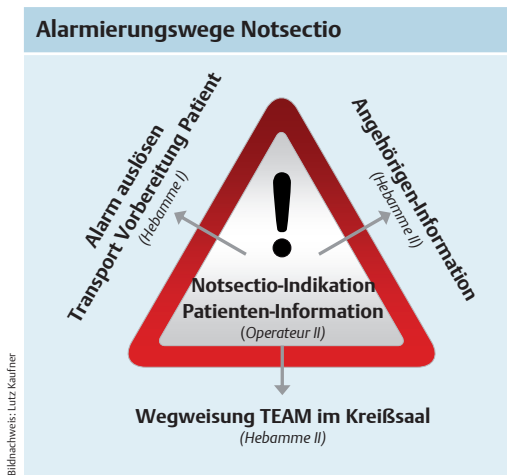 Alarmierungswege Notsectio
Alarm auslösen
Transport Vorbereitung Patient
(Hebamme I)
Angehörigen-Information
(Hebamme II)
!
Notsectio-Indikation
Patienten-Information
(Operateur II)
Wegweisung TEAM im Kreißsaal
(Hebamme II)
Bildnachweis: Lutz Kaufner